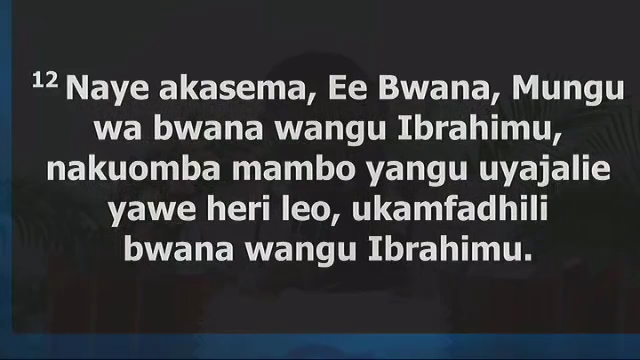 12 Naye akasema, Ee Bwana, Mungu
wa bwana wangu Ibrahimu,
nakuomba mambo yangu uyajalie
yawe heri leo, ukamfadhili
bwana wangu Ibrahimu.